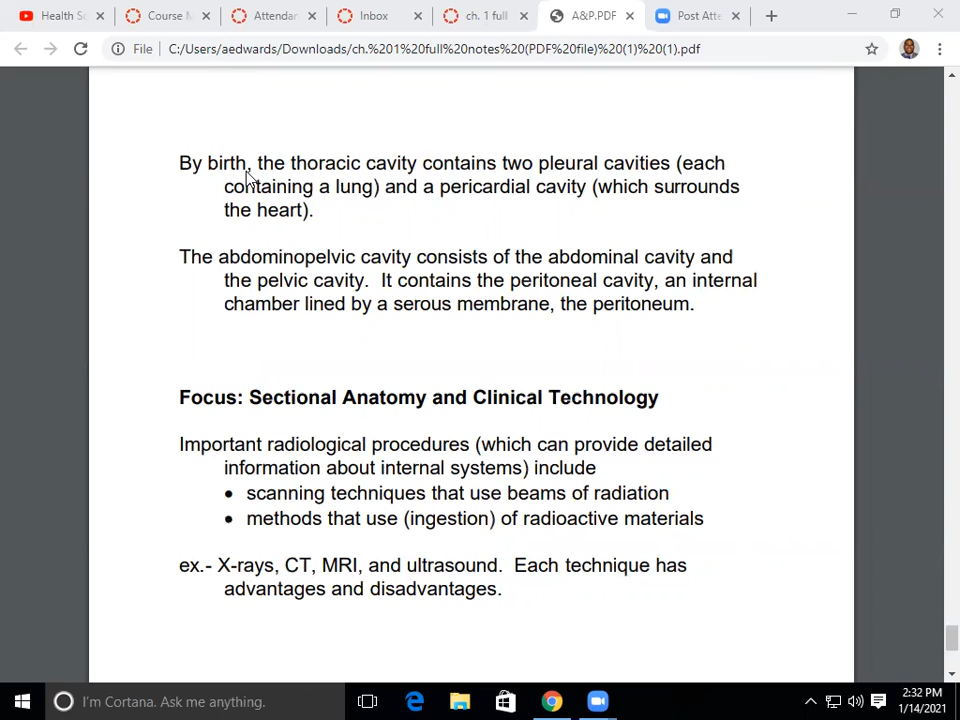 Health Sc
Course M
Attendan
Inbox
ch. 1 full
A&P.PDF
Post Atte
File
C:/Users/aedwards/Downloads/ch.%201%20full%20notes%20(PDF%20file)%20(1)%20(1).pdf
By birth, the thoracic cavity contains two pleural cavities (each
containing a lung) and a pericardial cavity (which surrounds
the heart).
The abdominopelvic cavity consists of the abdominal cavity and
the pelvic cavity.  It contains the peritoneal cavity, an internal
chamber lined by a serous membrane, the peritoneum.
Focus: Sectional Anatomy and Clinical Technology
Important radiological procedures (which can provide detailed
information about internal systems) include
• scanning techniques that use beams of radiation
• methods that use (ingestion) of radioactive materials
ex.- X-rays, CT, MRI, and ultrasound.  Each technique has
advantages and disadvantages.
I'm Cortana. Ask me anything.
2:32 PM
1/14/2021